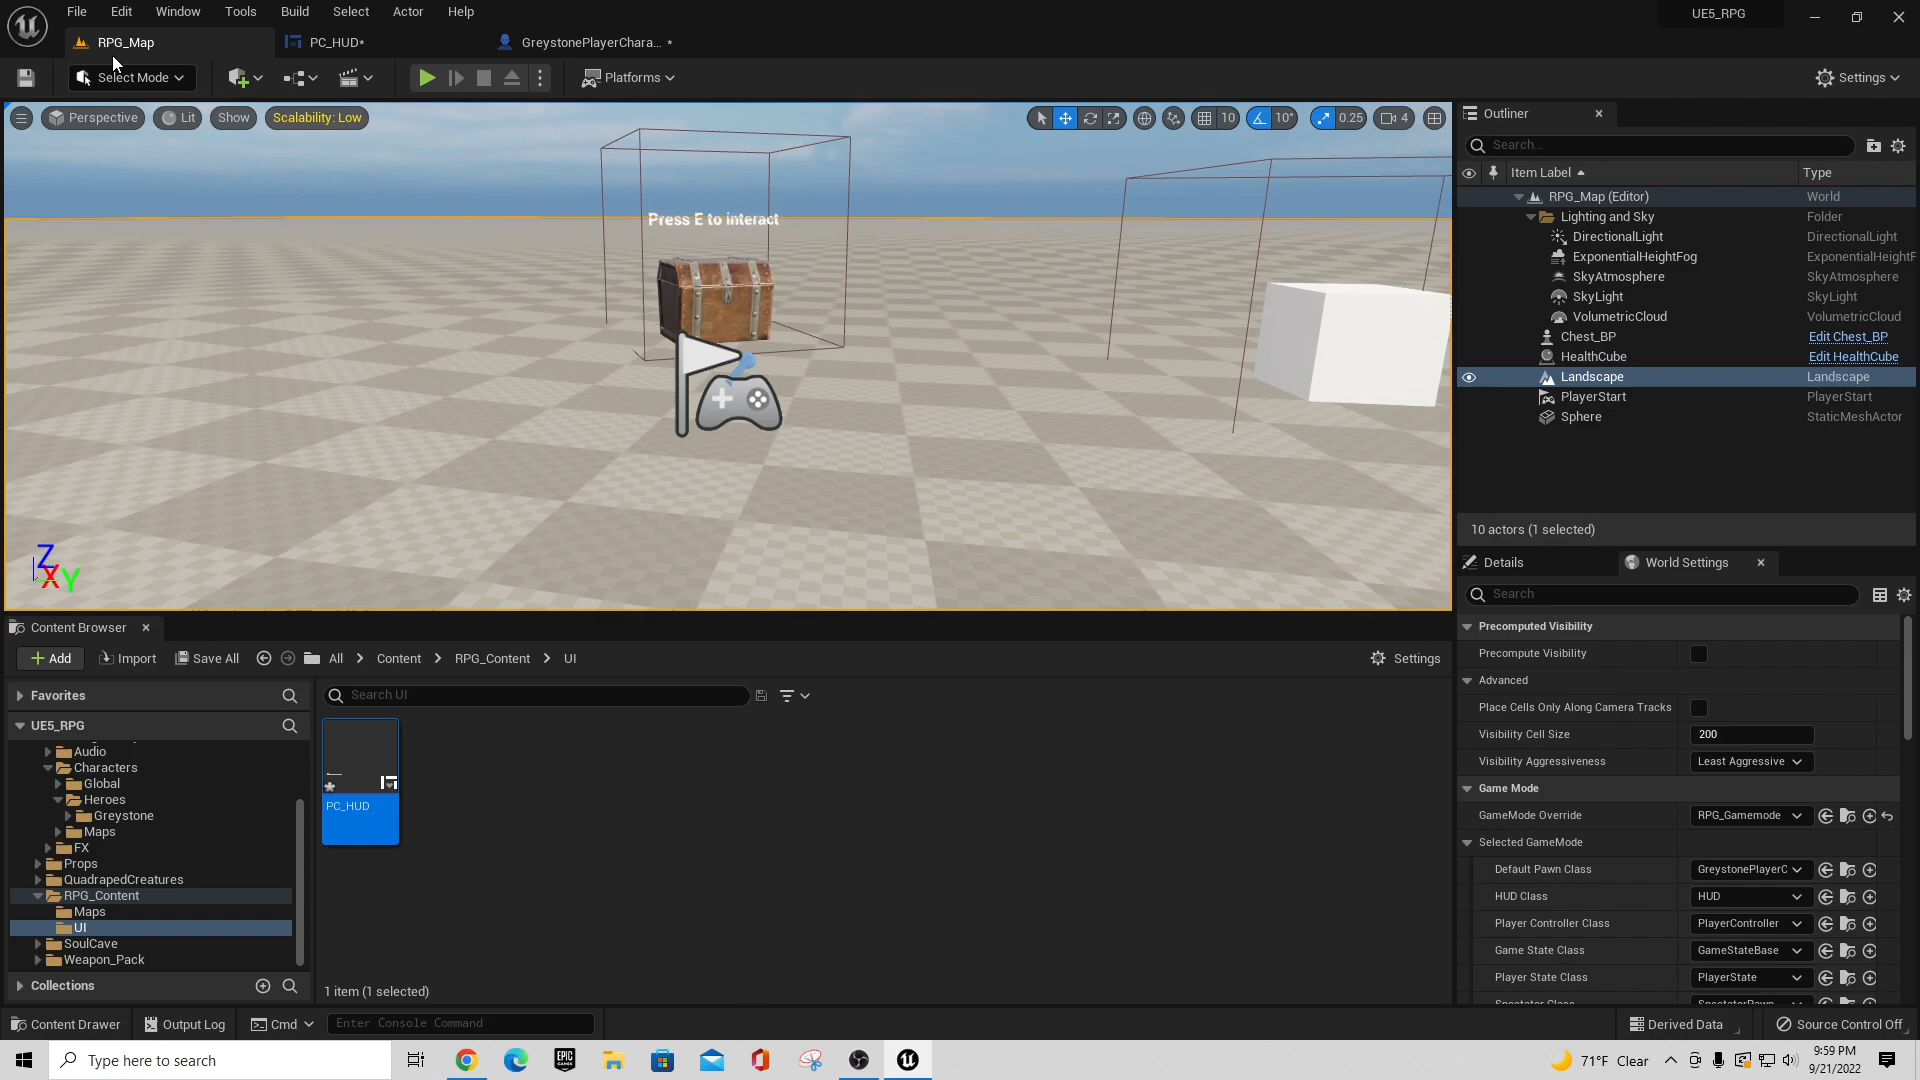 File Edit Window Tools Build Select Actor Help
UE5_RPG
RPG_Map
PC_HUD*
GreystonePlayerChara... *
Select Mode
Platforms
Settings
Perspective
Lit
Show
Scalability: Low
10
10°
0.25
4
Press E to interact
Z
X
Y
Outliner
Search...
Item Label
Type
RPG_Map (Editor) World
Lighting and Sky Folder
DirectionalLight DirectionalLight
ExponentialHeightFog ExponentialHeightF
SkyAtmosphere SkyAtmosphere
SkyLight SkyLight
VolumetricCloud VolumetricCloud
Chest_BP Edit Chest_BP
HealthCube Edit HealthCube
Landscape Landscape
PlayerStart PlayerStart
Sphere StaticMeshActor
10 actors (1 selected)
Details
World Settings
Search
Precomputed Visibility
Precompute Visibility
Advanced
Place Cells Only Along Camera Tracks
Visibility Cell Size 200
Visibility Aggressiveness Least Aggressive
Game Mode
GameMode Override RPG_Gamemode
Selected GameMode
Default Pawn Class GreystonePlayerC
HUD Class HUD
Player Controller Class PlayerController
Game State Class GameStateBase
Player State Class PlayerState
Spectator Class SpectatorPawn
Content Browser
Add
Import
Save All
All > Content > RPG_Content > UI
Settings
Favorites
UE5_RPG
Audio
Characters
Global
Heroes
Greystone
Maps
FX
Props
QuadrapedCreatures
RPG_Content
Maps
UI
SoulCave
Weapon_Pack
Collections
Search UI
PC_HUD
1 item (1 selected)
Content Drawer
Output Log
Cmd
Enter Console Command
Derived Data
Source Control Off
Type here to search
EPIC GAMES
71°F Clear
9:59 PM
9/21/2022